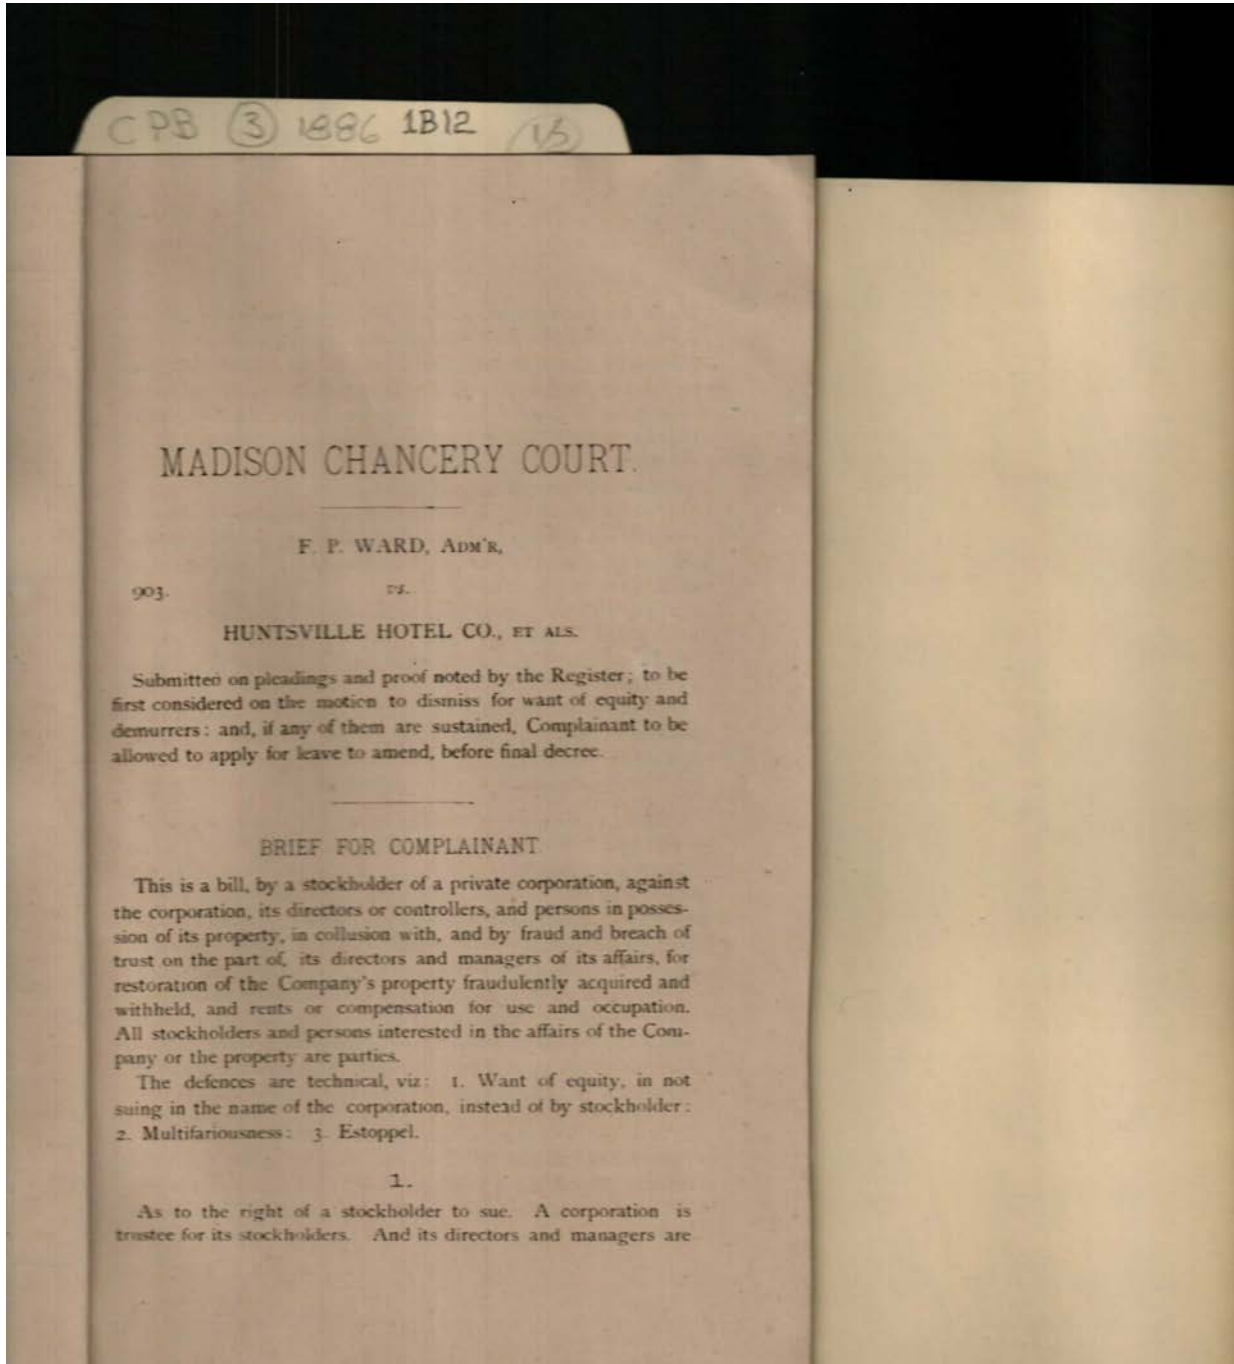 CPB 3 1886 1B12
MADISON CHANCERY COURT.
F. P. WARD, ADM'R,
903. vs.
HUNTSVILLE HOTEL CO., ET ALS.
Submitted on pleadings and proof noted by the Register; to be
first considered on the motion to dismiss for want of equity and
demurrers: and, if any of them are sustained, Complainant to be
allowed to apply for leave to amend, before final decree.
BRIEF FOR COMPLAINANT
This is a bill, by a stockholder of a private corporation, against
the corporation, its directors or controllers, and persons in posses-
sion of its property, in collusion with, and by fraud and breach of
trust on the part of, its directors and managers of its affairs, for
restoration of the Company's property fraudulently acquired and
withheld, and rents or compensation for use and occupation.
All stockholders and persons interested in the affairs of the Com-
pany or the property are parties.
The defences are technical, viz: 1. Want of equity, in not
suing in the name of the corporation, instead of by stockholder:
2. Multifariousness: 3. Estoppel.
1.
As to the right of a stockholder to sue. A corporation is
trustee for its stockholders. And its directors and managers are